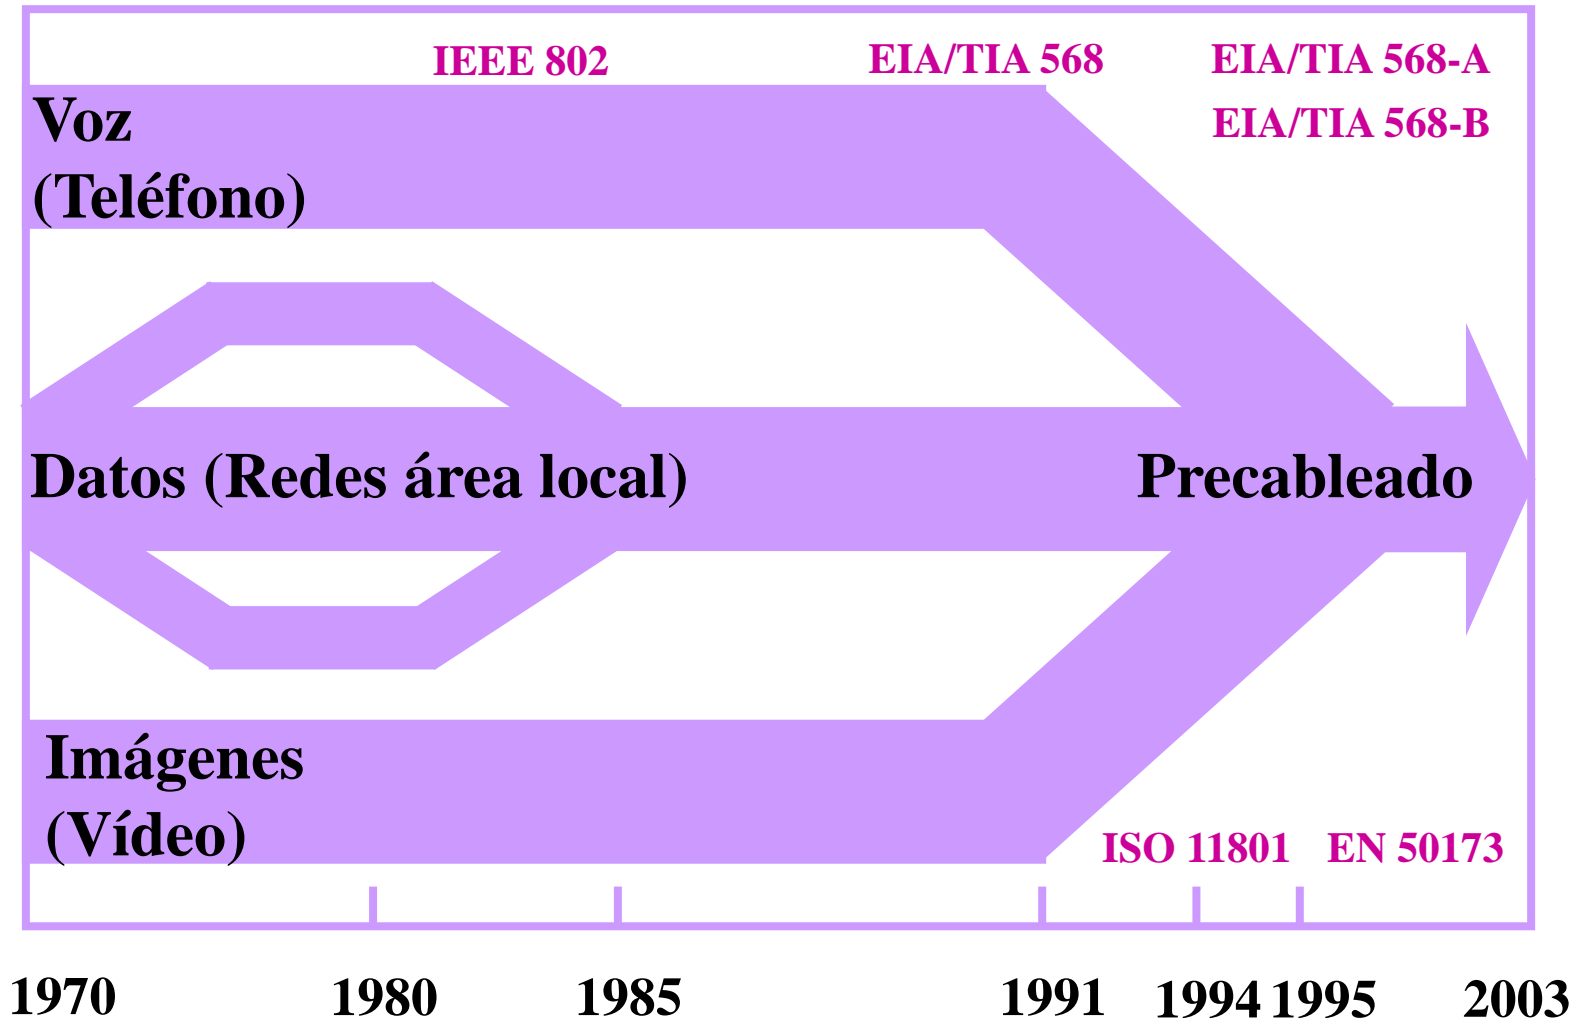 IEEE 802
EIA/TIA 568
EIA/TIA 568-A
EIA/TIA 568-B
Voz
(Teléfono)
Datos (Redes área local)
Precableado
Imágenes
(Vídeo)
ISO 11801
EN 50173
1970
1980
1985
1991
1994
1995
2003